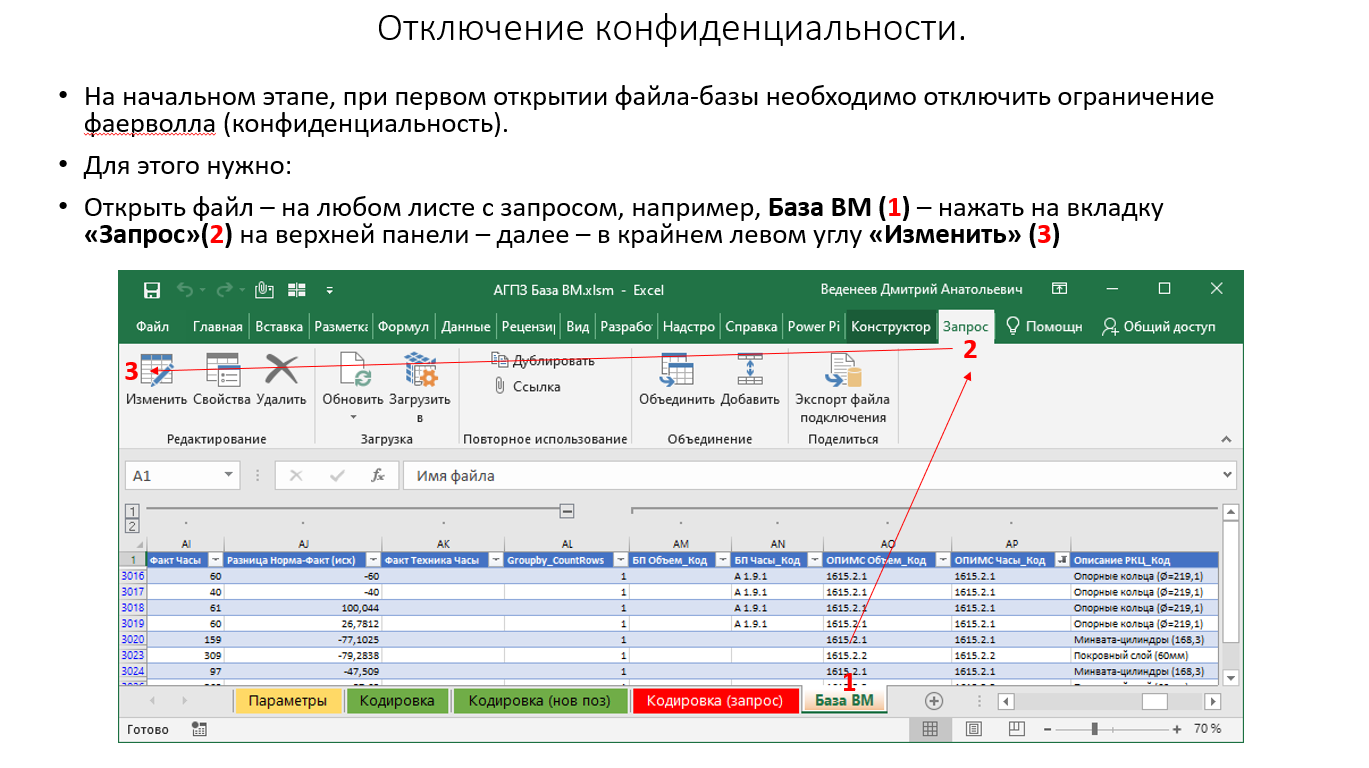 Отключение конфиденциальности.
• На начальном этапе, при первом открытии файла-базы необходимо отключить ограничение
фаерволла (конфиденциальность).
• Для этого нужно:
• Открыть файл – на любом листе с запросом, например, База ВМ (1) – нажать на вкладку
«Запрос»(2) на верхней панели – далее – в крайнем левом углу «Изменить» (3)
АГПЗ База ВМ.xlsm - Excel
Веденеев Дмитрий Анатольевич
Файл Главная Вставка Разметка Формул Данные Рецензи Вид Разрабо Надстро Справка Power Pi Конструктор Запрос Помощн Общий доступ
3 2
Дублировать
Ссылка
Изменить Свойства Удалить Обновить Загрузить в Объединить Добавить Экспорт файла
подключения
Редактирование Загрузка Повторное использование Объединение Поделиться
A1 fx Имя файла
1
2
AI AJ AK AL AM AN AO AP
1 Факт Часы Разница Норма-Факт (исх) Факт Техника Часы Groupby_CountRows БП Объем_Код БП Часы_Код ОПИМС Объем_Код ОПИМС Часы_Код Описание РКЦ_Код
3016 60 -60 1 А 1.9.1 1615.2.1 1615.2.1 Опорные кольца (Ø=219,1)
3017 40 -40 1 А 1.9.1 1615.2.1 1615.2.1 Опорные кольца (Ø=219,1)
3018 61 100,044 1 А 1.9.1 1615.2.1 1615.2.1 Опорные кольца (Ø=219,1)
3019 60 26,7812 1 А 1.9.1 1615.2.1 1615.2.1 Опорные кольца (Ø=219,1)
3020 159 -77,1025 1 1615.2.1 1615.2.1 Минвата-цилиндры (168,3)
3023 309 -79,2838 1 1615.2.2 1615.2.2 Покровный слой (60мм)
3024 97 -47,509 1 1615.2.1 1615.2.1 Минвата-цилиндры (168,3)
1
Параметры Кодировка Кодировка (нов поз) Кодировка (запрос) База ВМ
Готово 70 %